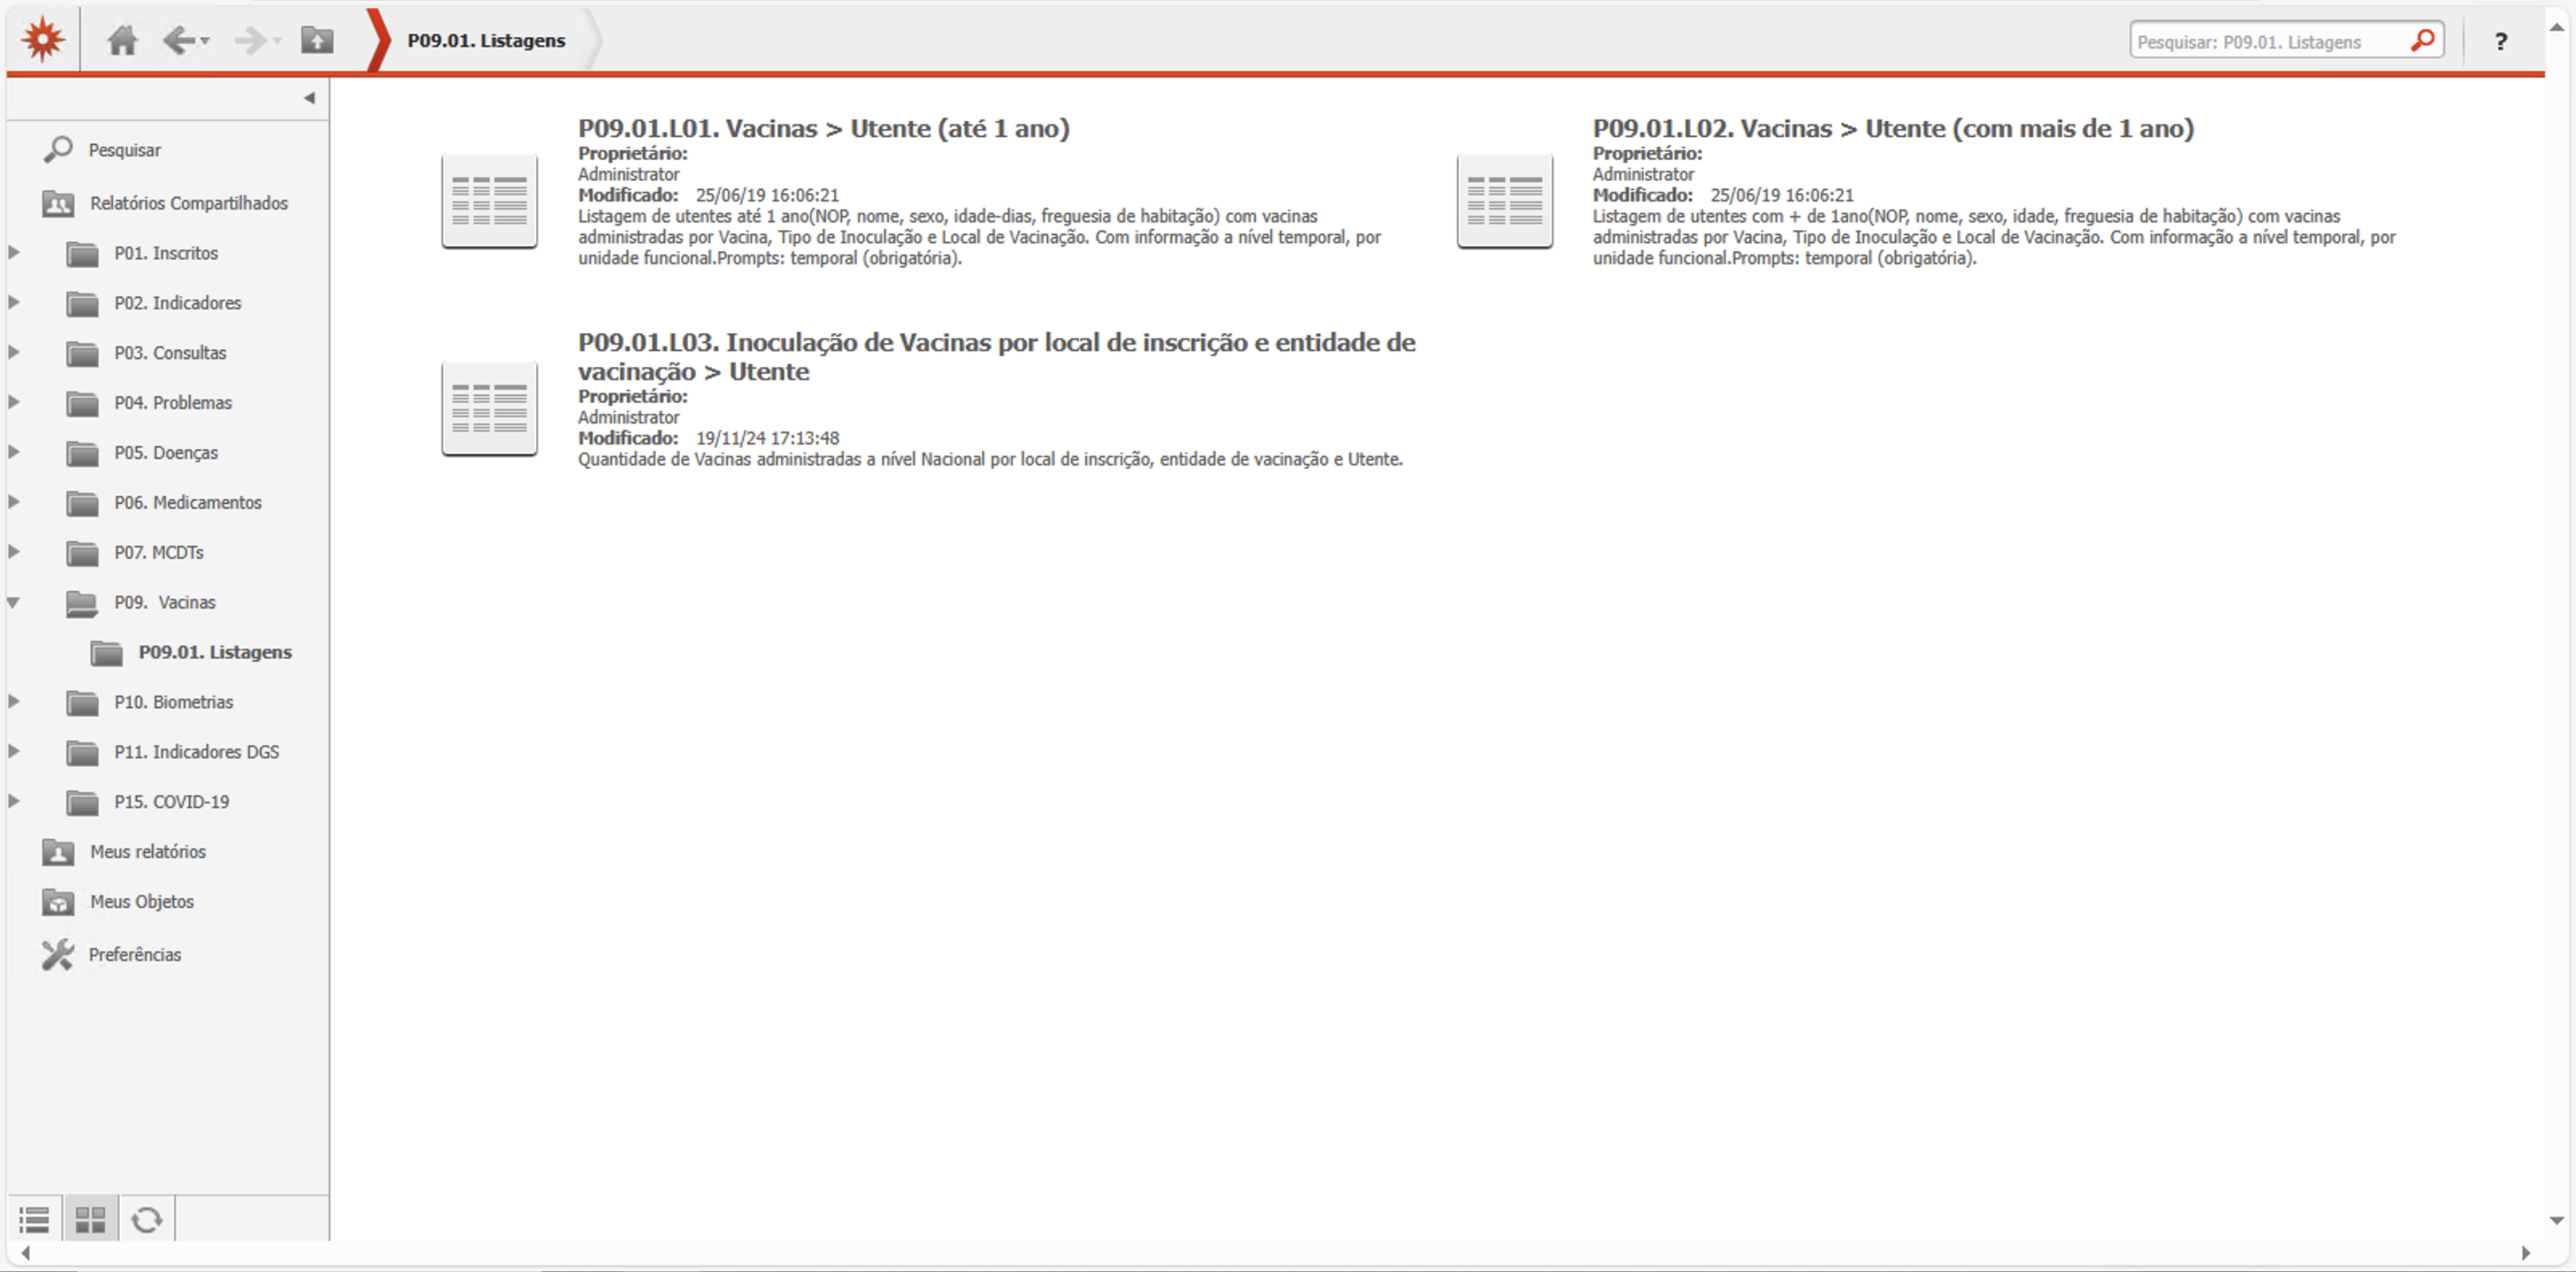 P09.01. Listagens
Pesquisar: P09.01. Listagens
?
Pesquisar
Relatórios Compartilhados
P01. Inscritos
P02. Indicadores
P03. Consultas
P04. Problemas
P05. Doenças
P06. Medicamentos
P07. MCDTs
P09.  Vacinas
P09.01. Listagens
P10. Biometrias
P11. Indicadores DGS
P15. COVID-19
Meus relatórios
Meus Objetos
Preferências
P09.01.L01. Vacinas > Utente (até 1 ano)
Proprietário:
Administrator
Modificado: 25/06/19 16:06:21
Listagem de utentes até 1 ano(NOP, nome, sexo, idade-dias, freguesia de habitação) com vacinas
administradas por Vacina, Tipo de Inoculação e Local de Vacinação. Com informação a nível temporal, por
unidade funcional.Prompts: temporal (obrigatória).
P09.01.L02. Vacinas > Utente (com mais de 1 ano)
Proprietário:
Administrator
Modificado: 25/06/19 16:06:21
Listagem de utentes com + de 1ano(NOP, nome, sexo, idade, freguesia de habitação) com vacinas
administradas por Vacina, Tipo de Inoculação e Local de Vacinação. Com informação a nível temporal, por
unidade funcional.Prompts: temporal (obrigatória).
P09.01.L03. Inoculação de Vacinas por local de inscrição e entidade de
vacinação > Utente
Proprietário:
Administrator
Modificado: 19/11/24 17:13:48
Quantidade de Vacinas administradas a nível Nacional por local de inscrição, entidade de vacinação e Utente.